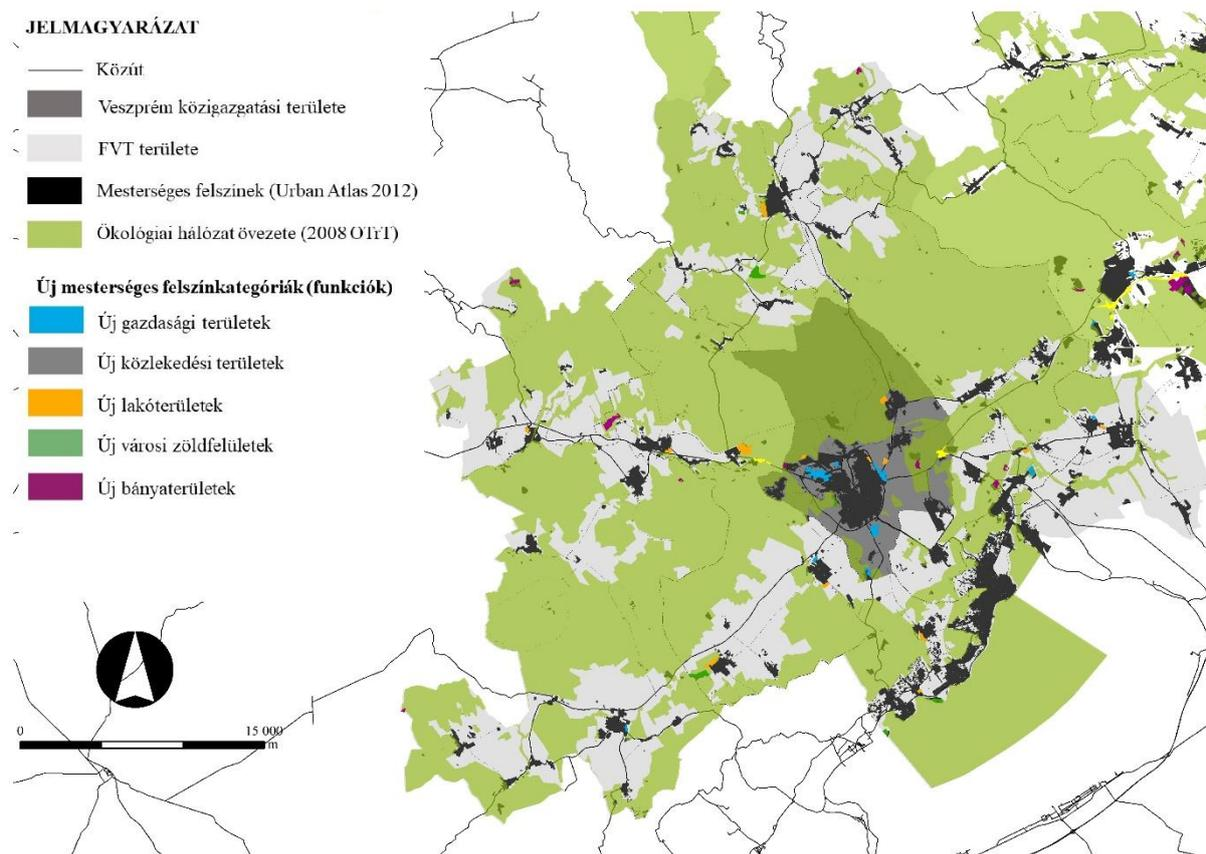 JELMAGYARÁZAT
Közút
Veszprém közigazgatási területe
FVT területe
Mesterséges felszínek (Urban Atlas 2012)
Ökológiai hálózat övezete (2008 OTrT)
Új mesterséges felszínkategóriák (funkciók)
Új gazdasági területek
Új közlekedési területek
Új lakóterületek
Új városi zöldfelületek
Új bányaterületek
0 15 000
m